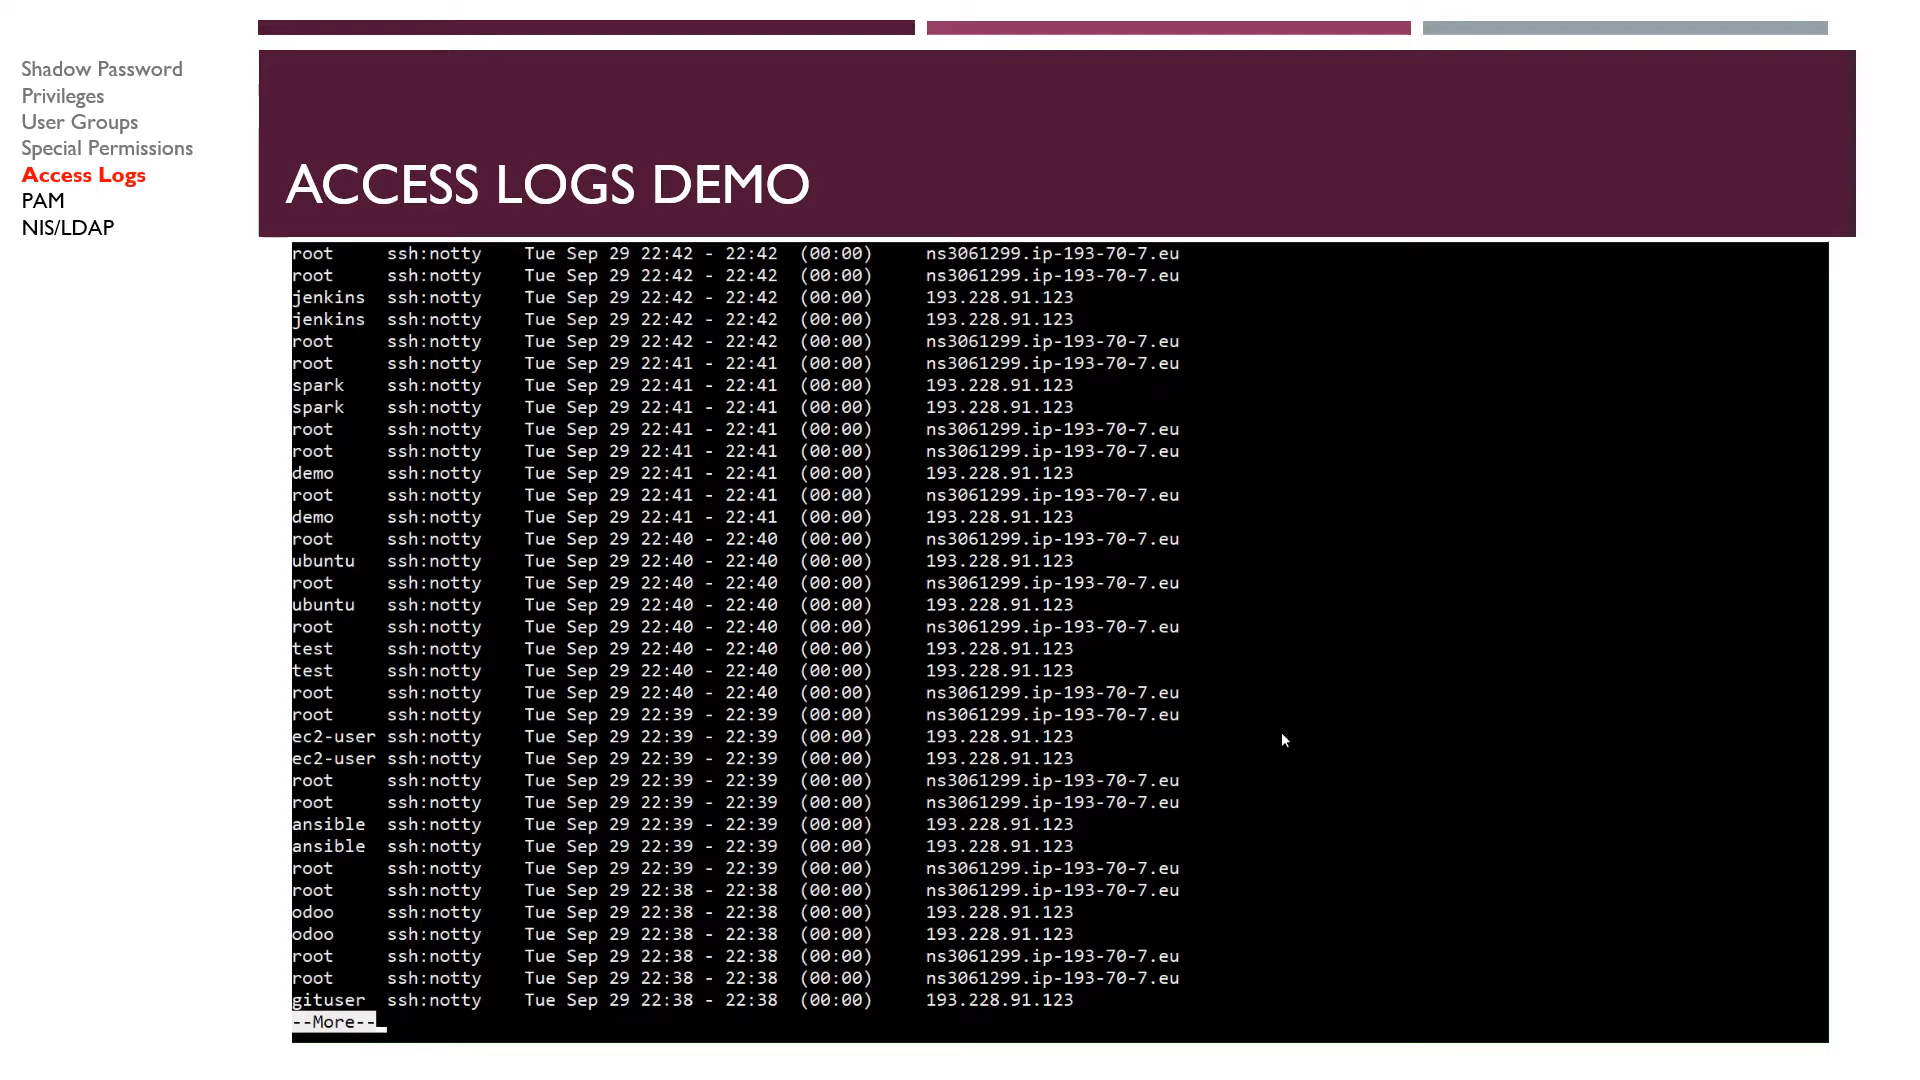 Shadow Password
Privileges
User Groups
Special Permissions
Access Logs
PAM
NIS/LDAP
ACCESS LOGS DEMO
root ssh:notty Tue Sep 29 22:42 - 22:42 (00:00) ns3061299.ip-193-70-7.eu
root ssh:notty Tue Sep 29 22:42 - 22:42 (00:00) ns3061299.ip-193-70-7.eu
jenkins ssh:notty Tue Sep 29 22:42 - 22:42 (00:00) 193.228.91.123
jenkins ssh:notty Tue Sep 29 22:42 - 22:42 (00:00) 193.228.91.123
root ssh:notty Tue Sep 29 22:42 - 22:42 (00:00) ns3061299.ip-193-70-7.eu
root ssh:notty Tue Sep 29 22:41 - 22:41 (00:00) ns3061299.ip-193-70-7.eu
spark ssh:notty Tue Sep 29 22:41 - 22:41 (00:00) 193.228.91.123
spark ssh:notty Tue Sep 29 22:41 - 22:41 (00:00) 193.228.91.123
root ssh:notty Tue Sep 29 22:41 - 22:41 (00:00) ns3061299.ip-193-70-7.eu
root ssh:notty Tue Sep 29 22:41 - 22:41 (00:00) ns3061299.ip-193-70-7.eu
demo ssh:notty Tue Sep 29 22:41 - 22:41 (00:00) 193.228.91.123
root ssh:notty Tue Sep 29 22:41 - 22:41 (00:00) ns3061299.ip-193-70-7.eu
demo ssh:notty Tue Sep 29 22:41 - 22:41 (00:00) 193.228.91.123
root ssh:notty Tue Sep 29 22:40 - 22:40 (00:00) ns3061299.ip-193-70-7.eu
ubuntu ssh:notty Tue Sep 29 22:40 - 22:40 (00:00) 193.228.91.123
root ssh:notty Tue Sep 29 22:40 - 22:40 (00:00) ns3061299.ip-193-70-7.eu
ubuntu ssh:notty Tue Sep 29 22:40 - 22:40 (00:00) 193.228.91.123
root ssh:notty Tue Sep 29 22:40 - 22:40 (00:00) ns3061299.ip-193-70-7.eu
test ssh:notty Tue Sep 29 22:40 - 22:40 (00:00) 193.228.91.123
test ssh:notty Tue Sep 29 22:40 - 22:40 (00:00) 193.228.91.123
root ssh:notty Tue Sep 29 22:40 - 22:40 (00:00) ns3061299.ip-193-70-7.eu
root ssh:notty Tue Sep 29 22:39 - 22:39 (00:00) ns3061299.ip-193-70-7.eu
ec2-user ssh:notty Tue Sep 29 22:39 - 22:39 (00:00) 193.228.91.123
ec2-user ssh:notty Tue Sep 29 22:39 - 22:39 (00:00) 193.228.91.123
root ssh:notty Tue Sep 29 22:39 - 22:39 (00:00) ns3061299.ip-193-70-7.eu
root ssh:notty Tue Sep 29 22:39 - 22:39 (00:00) ns3061299.ip-193-70-7.eu
ansible ssh:notty Tue Sep 29 22:39 - 22:39 (00:00) 193.228.91.123
ansible ssh:notty Tue Sep 29 22:39 - 22:39 (00:00) 193.228.91.123
root ssh:notty Tue Sep 29 22:39 - 22:39 (00:00) ns3061299.ip-193-70-7.eu
root ssh:notty Tue Sep 29 22:38 - 22:38 (00:00) ns3061299.ip-193-70-7.eu
odoo ssh:notty Tue Sep 29 22:38 - 22:38 (00:00) 193.228.91.123
odoo ssh:notty Tue Sep 29 22:38 - 22:38 (00:00) 193.228.91.123
root ssh:notty Tue Sep 29 22:38 - 22:38 (00:00) ns3061299.ip-193-70-7.eu
root ssh:notty Tue Sep 29 22:38 - 22:38 (00:00) ns3061299.ip-193-70-7.eu
gituser ssh:notty Tue Sep 29 22:38 - 22:38 (00:00) 193.228.91.123
--More--